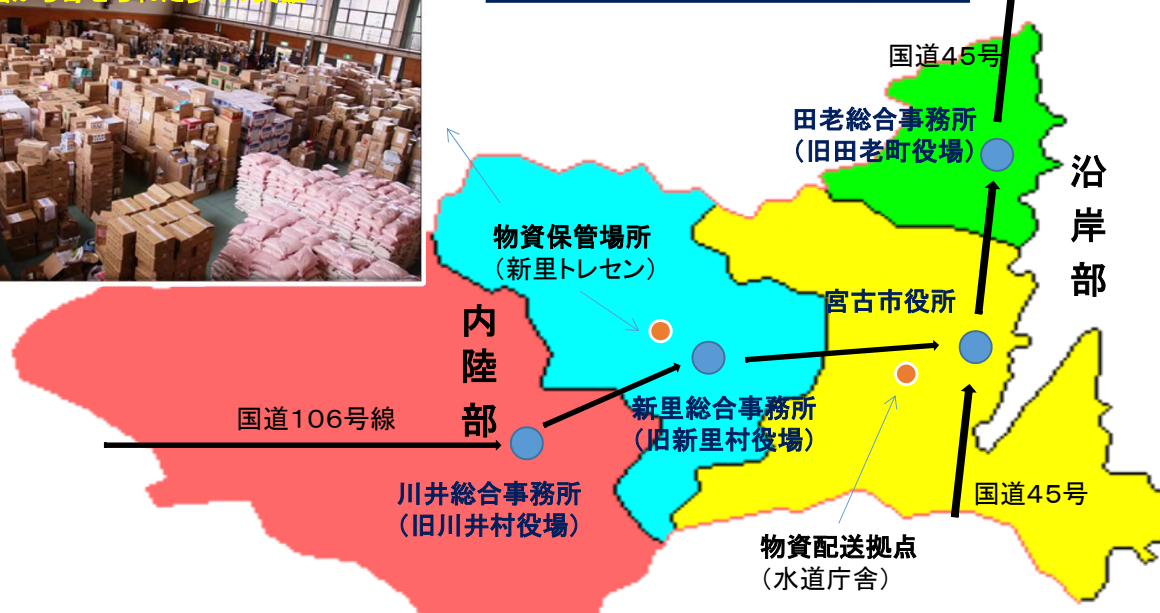 国道45号
田老総合事務所
（旧田老町役場）
沿岸部
物資保管場所
（新里トレセン）
宮古市役所
内陸部
新里総合事務所
（旧新里村役場）
国道106号線
川井総合事務所
（旧川井村役場）
国道45号
物資配送拠点
（水道庁舎）